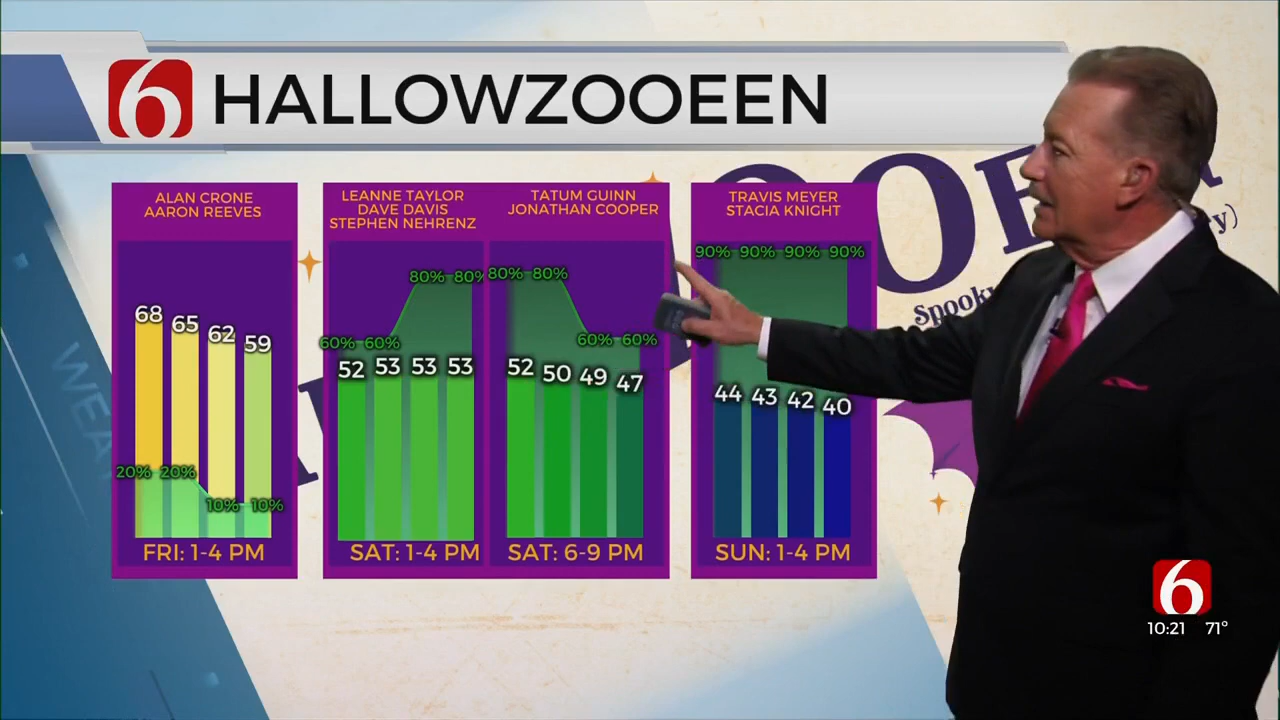 6 HALLOWZOOEEN
ALAN CRONE
AARON REEVES
68 65 62 59
20% 20% 10% 10%
FRI: 1-4 PM
LEANNE TAYLOR
DAVE DAVIS
STEPHEN NEHRENZ
60% 60% 80% 80%
52 53 53 53
SAT: 1-4 PM
TATUM GUINN
JONATHAN COOPER
80% 80% 60% 60%
52 50 49 47
SAT: 6-9 PM
TRAVIS MEYER
STACIA KNIGHT
90% 90% 90% 90%
44 43 42 40
SUN: 1-4 PM
Spooky
WEA
6
10:21 71°